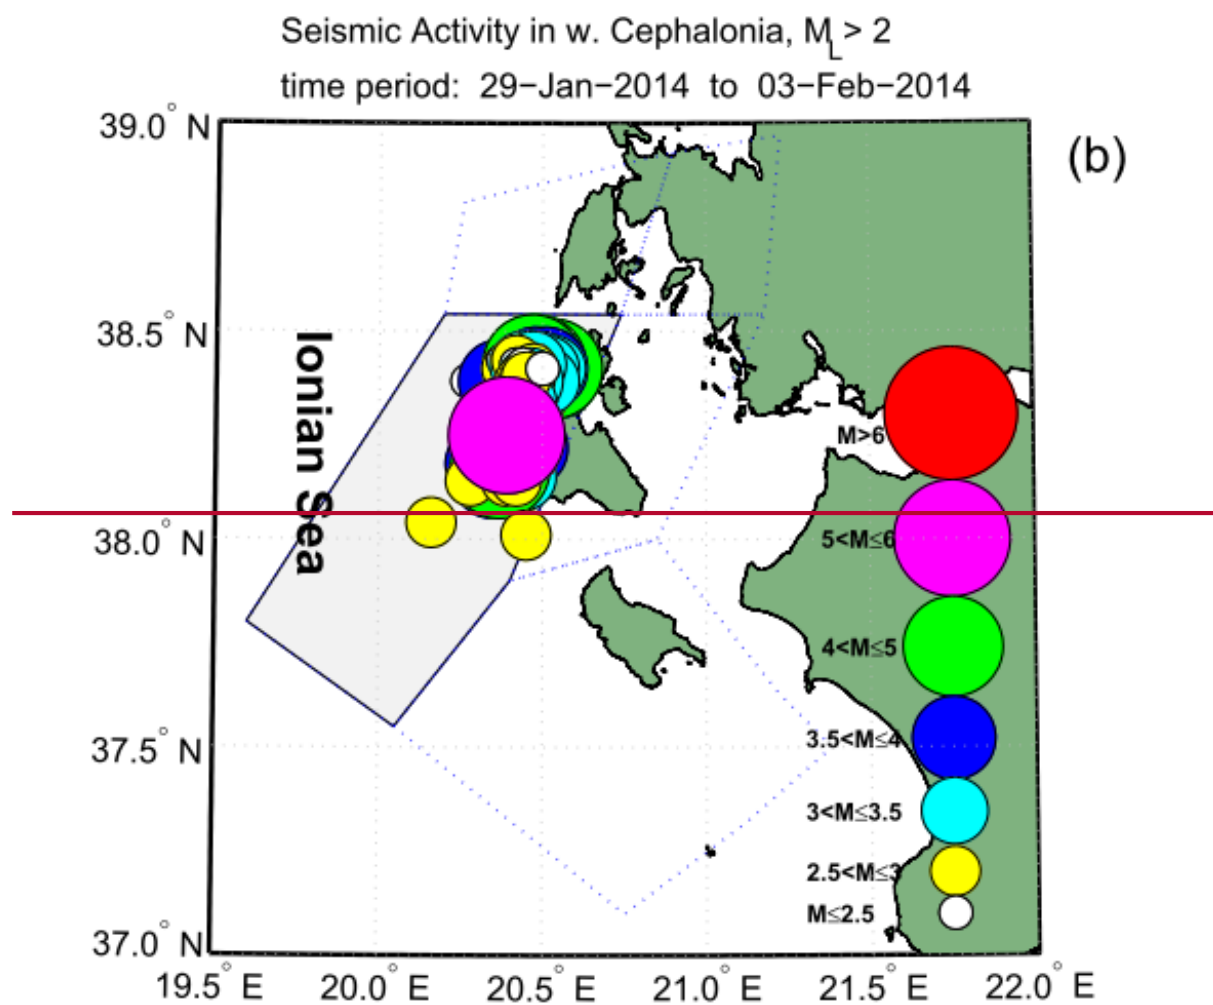 Seismic Activity in w. Cephalonia, M_L > 2
time period: 29−Jan−2014 to 03−Feb−2014
(b)
39.0° N
38.5° N
38.0° N
37.5° N
37.0° N
Ionian Sea
M>6
5<M≤6
4<M≤5
3.5<M≤4
3<M≤3.5
2.5<M≤3
M≤2.5
19.5° E
20.0° E
20.5° E
21.0° E
21.5° E
22.0° E